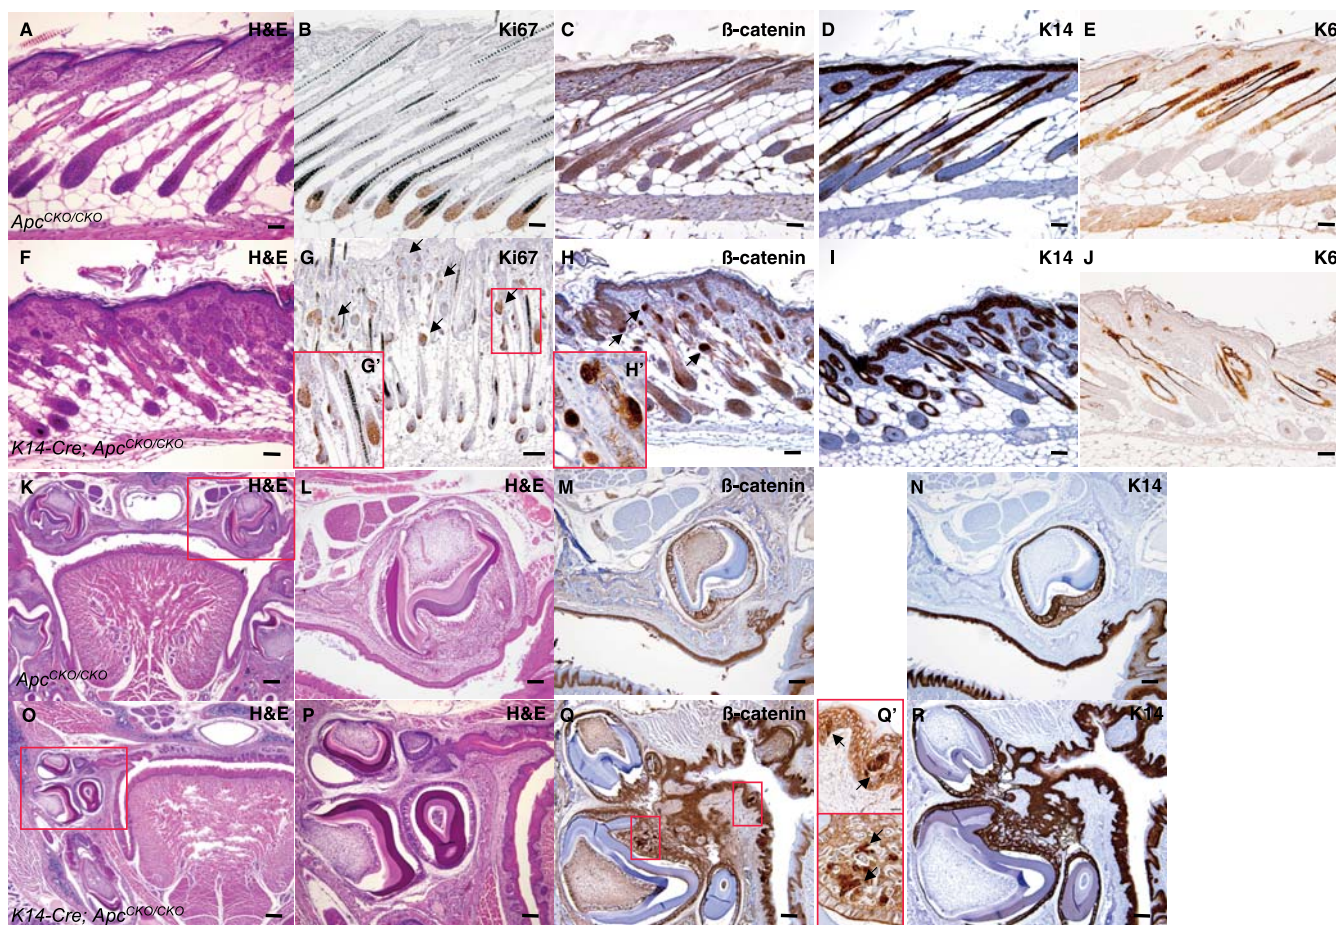 A H&E B Ki67 C ß-catenin D K14 E K6
Apc^CKO/CKO
F H&E G Ki67 H ß-catenin I K14 J K6
G' H'
K14-Cre; Apc^CKO/CKO
K H&E L H&E M ß-catenin N K14
Apc^CKO/CKO
O H&E P H&E Q ß-catenin Q' R K14
K14-Cre; Apc^CKO/CKO